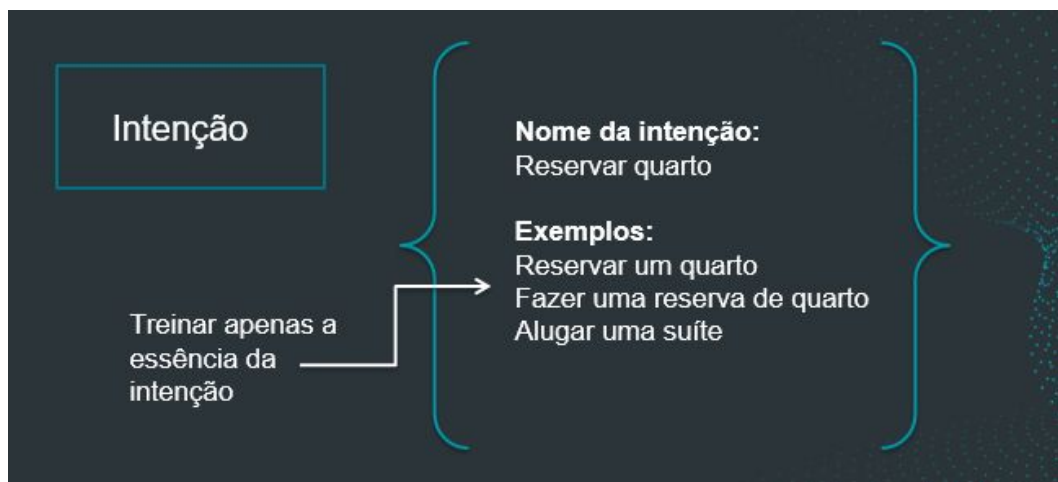 Intenção
Nome da intenção:
Reservar quarto
Exemplos:
Reservar um quarto
Fazer uma reserva de quarto
Alugar uma suíte
Treinar apenas a
essência da
intenção